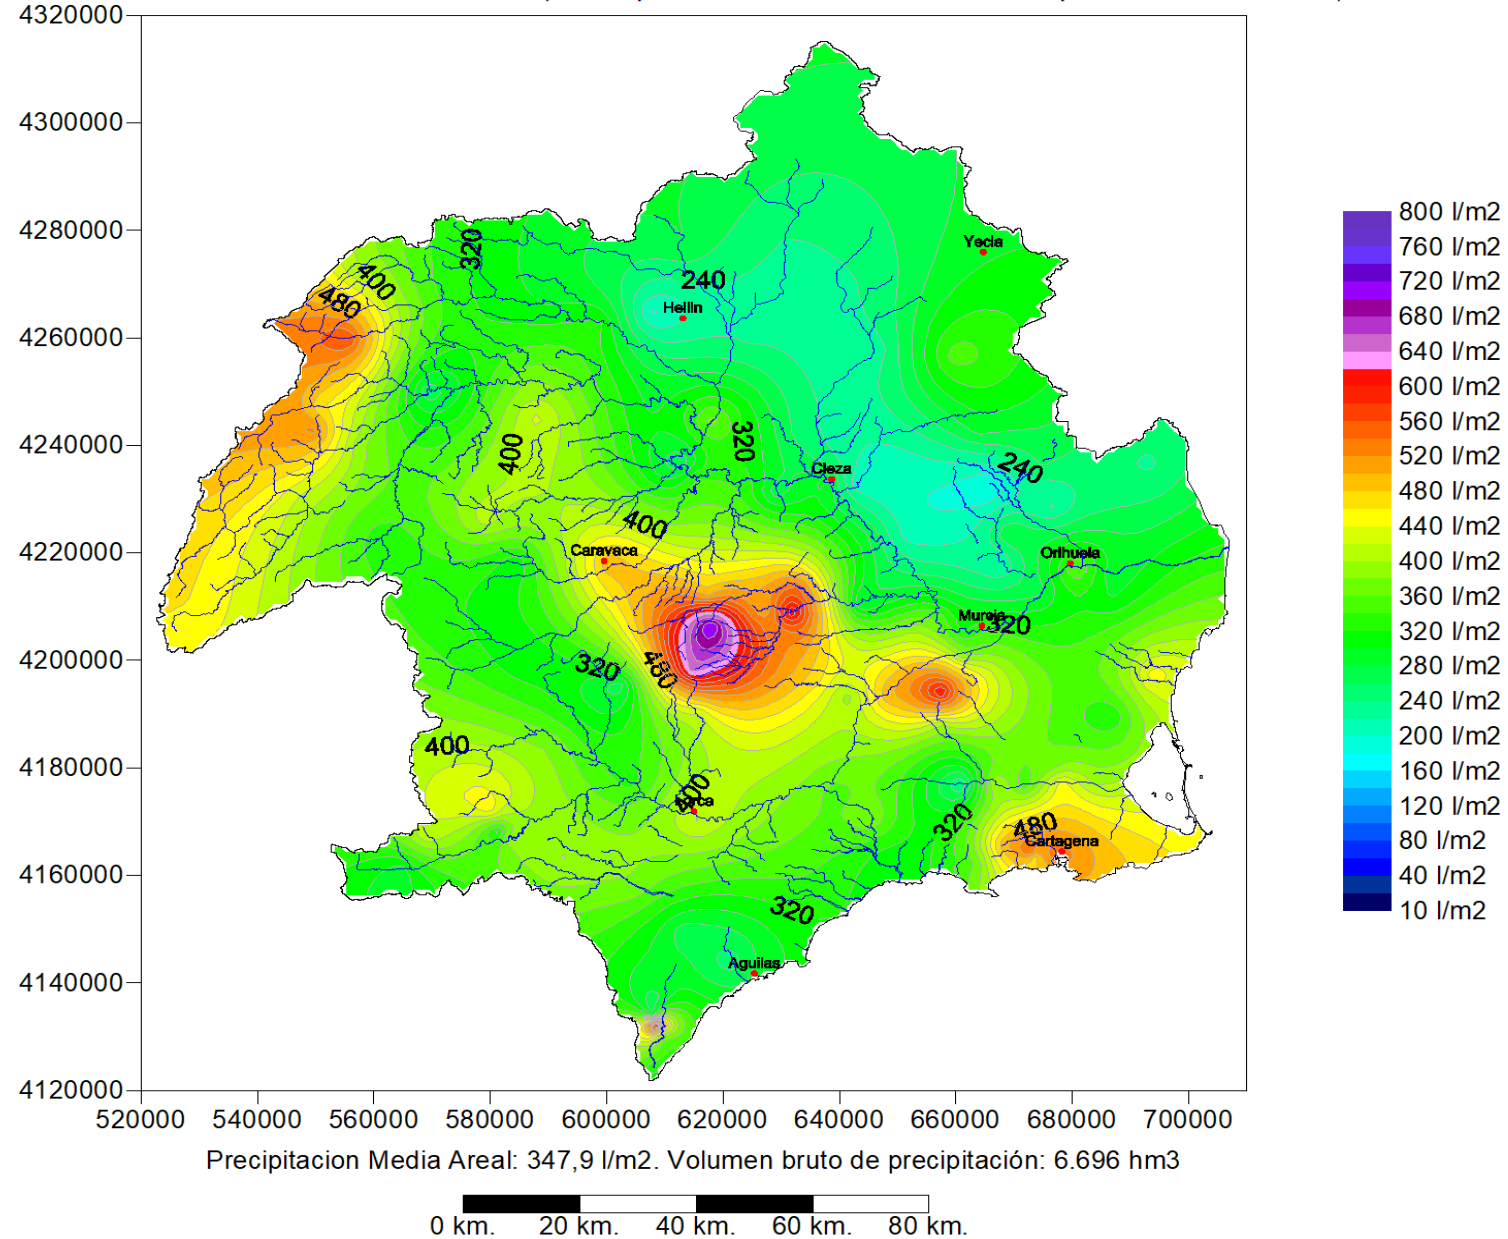 4320000
4300000
4280000
4260000
4240000
4220000
4200000
4180000
4160000
4140000
4120000
520000 540000 560000 580000 600000 620000 640000 660000 680000 700000
Yecla
320
400
480
240
Hellin
400
320
Cieza
240
400
Caravaca
Orihuela
Murcia
320
320
480
400
400
320
480
Cartagena
320
Aguilas
800 l/m2
760 l/m2
720 l/m2
680 l/m2
640 l/m2
600 l/m2
560 l/m2
520 l/m2
480 l/m2
440 l/m2
400 l/m2
360 l/m2
320 l/m2
280 l/m2
240 l/m2
200 l/m2
160 l/m2
120 l/m2
80 l/m2
40 l/m2
10 l/m2
Precipitacion Media Areal: 347,9 l/m2. Volumen bruto de precipitación: 6.696 hm3
0 km. 20 km. 40 km. 60 km. 80 km.